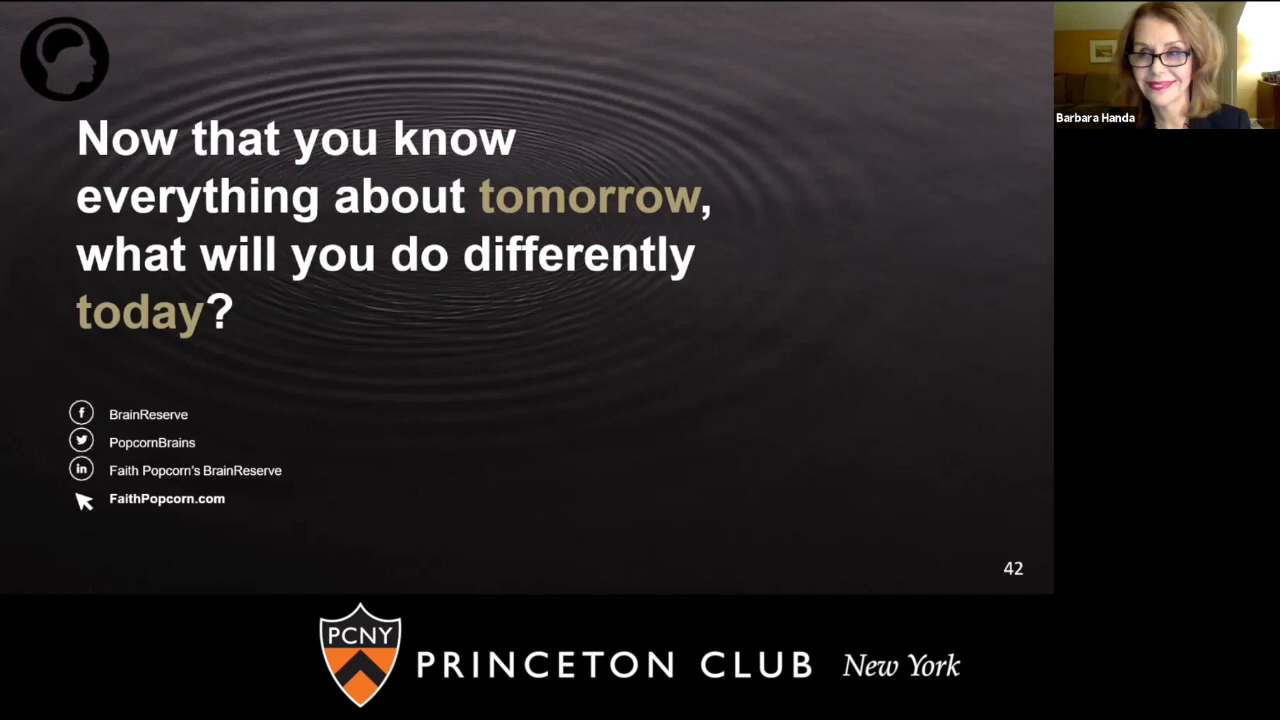 Now that you know
everything about tomorrow,
what will you do differently
today?
BrainReserve
PopcornBrains
Faith Popcorn's BrainReserve
FaithPopcorn.com
42
Barbara Handa
PCNY
PRINCETON CLUB New York